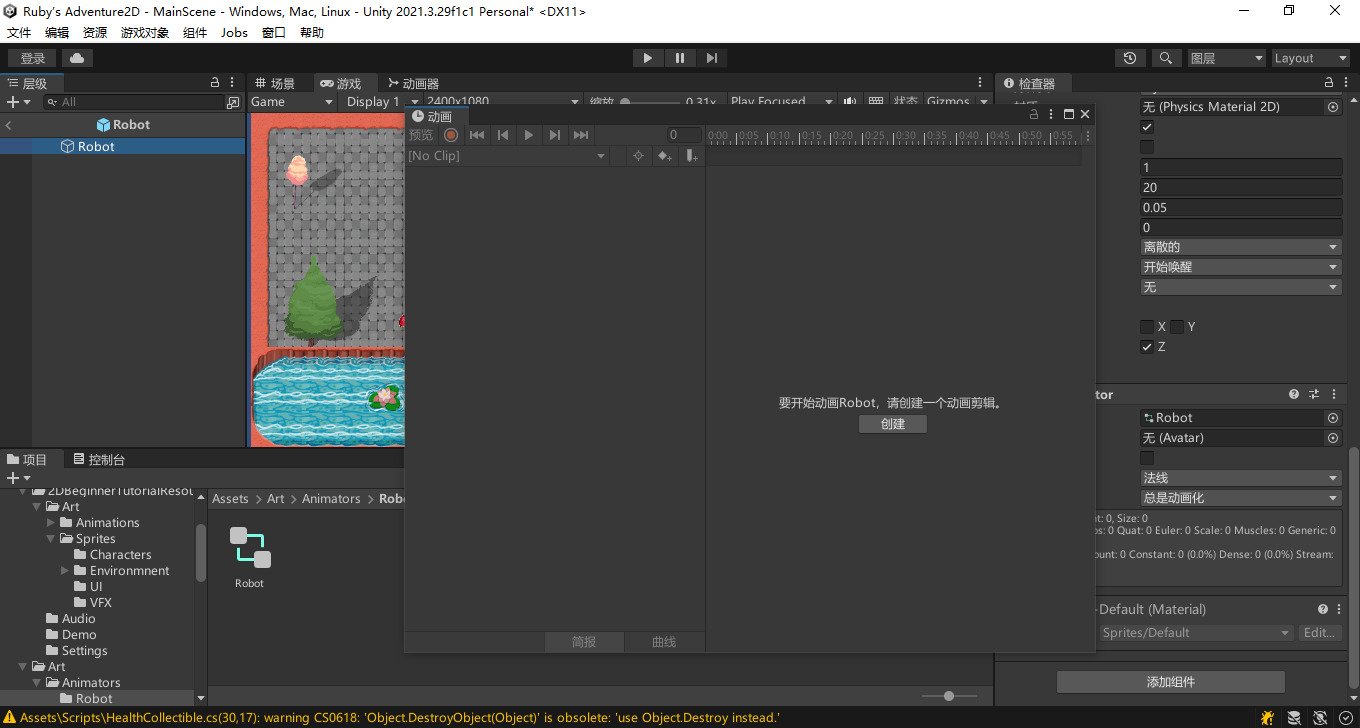 Ruby's Adventure2D - MainScene - Windows, Mac, Linux - Unity 2021.3.29f1c1 Personal* <DX11>
文件 编辑 资源 游戏对象 组件 Jobs 窗口 帮助
登录 图层 Layout
层级 场景 游戏 动画器 检查器
All Game Display 1 2400x1080 缩放 0.31x Play Focused 状态 Gizmos
无 (Physics Material 2D)
Robot
Robot
动画
预览 0 0:00 0:05 0:10 0:15 0:20 0:25 0:30 0:35 0:40 0:45 0:50 0:55
[No Clip]
1
20
0.05
0
离散的
开始唤醒
无
X Y
Z
要开始动画Robot，请创建一个动画剪辑。
创建
简报 曲线
tor
Robot
无 (Avatar)
法线
总是动画化
nt: 0, Size: 0
os: 0 Quat: 0 Euler: 0 Scale: 0 Muscles: 0 Generic: 0
ount: 0 Constant: 0 (0.0%) Dense: 0 (0.0%) Stream:
-Default (Material)
Sprites/Default Edit...
添加组件
项目 控制台
2DBeginnerTutorialResou
Art
Animations
Sprites
Characters
Environmnent
UI
VFX
Audio
Demo
Settings
Art
Animators
Robot
Assets > Art > Animators > Robo
Robot
Assets\Scripts\HealthCollectible.cs(30,17): warning CS0618: 'Object.DestroyObject(Object)' is obsolete: 'use Object.Destroy instead.'